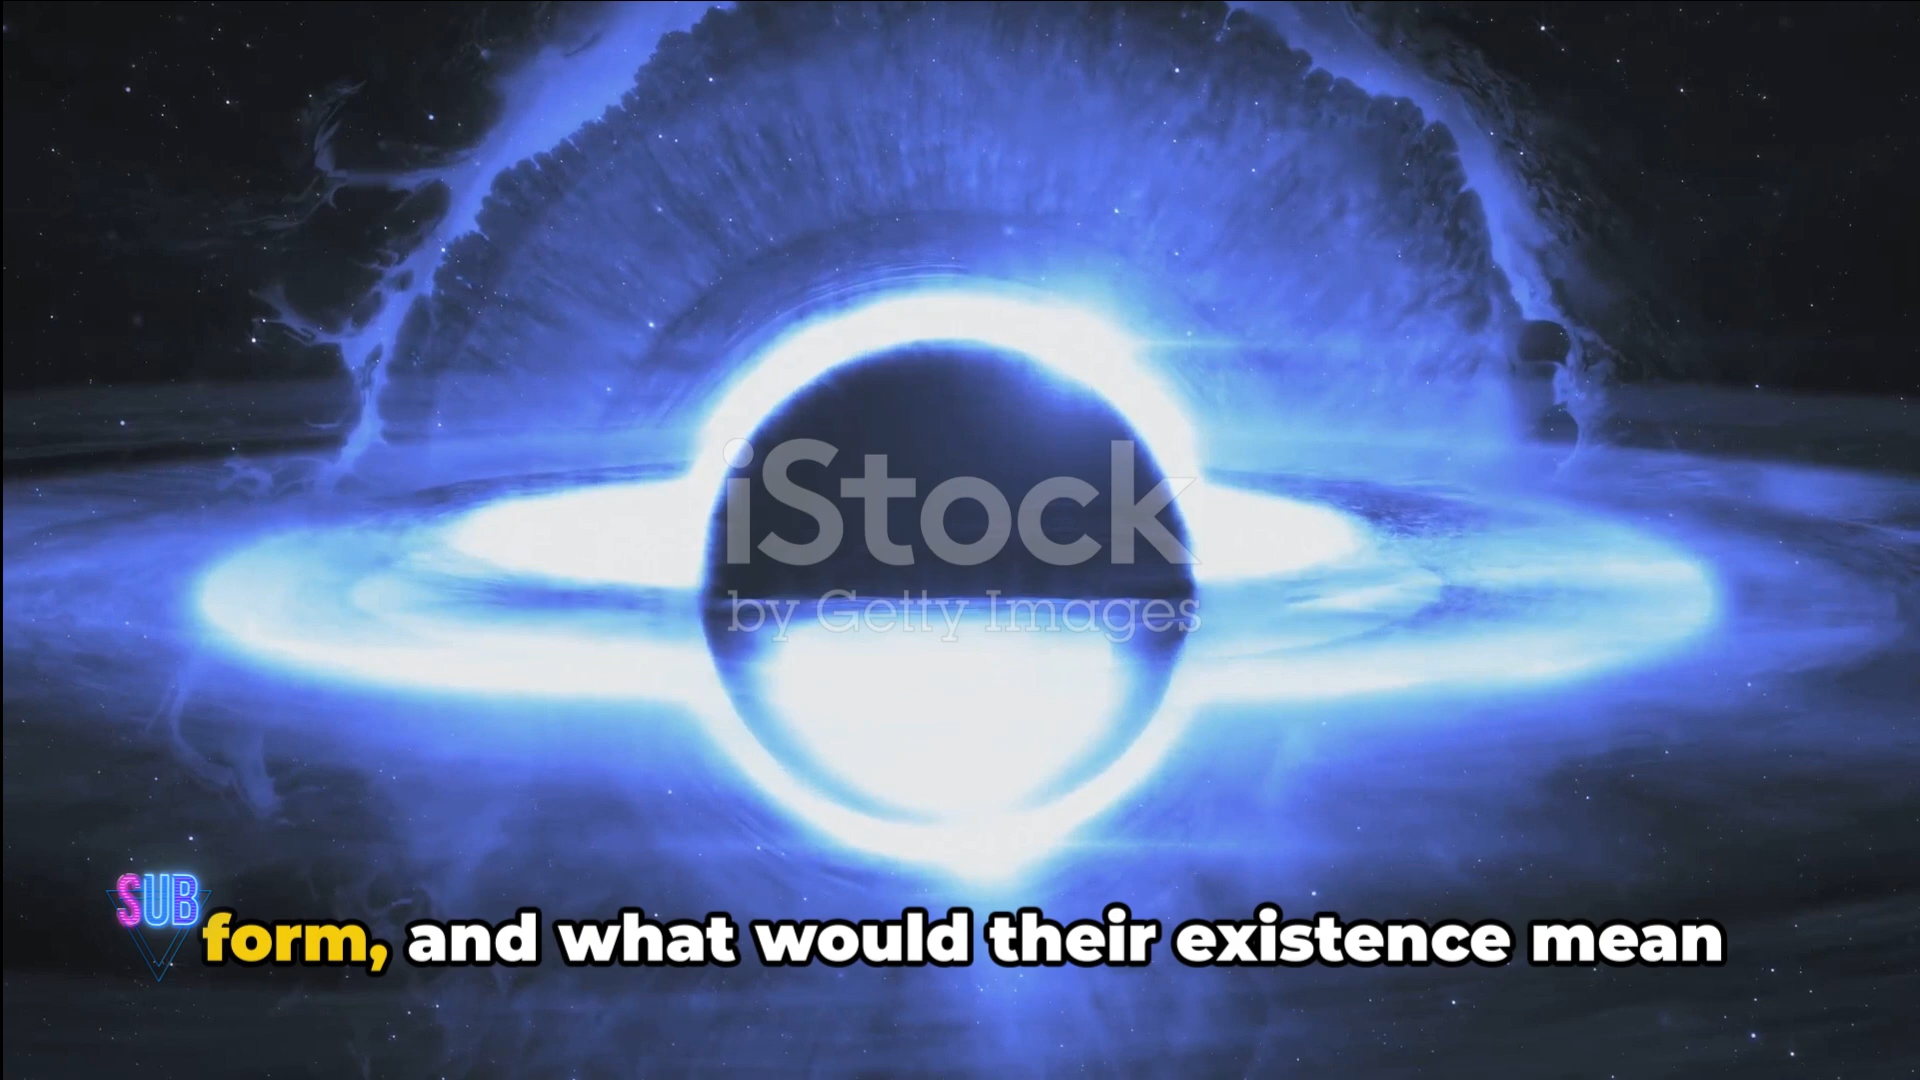 iStock
by Getty Images
SUB
form, and what would their existence mean